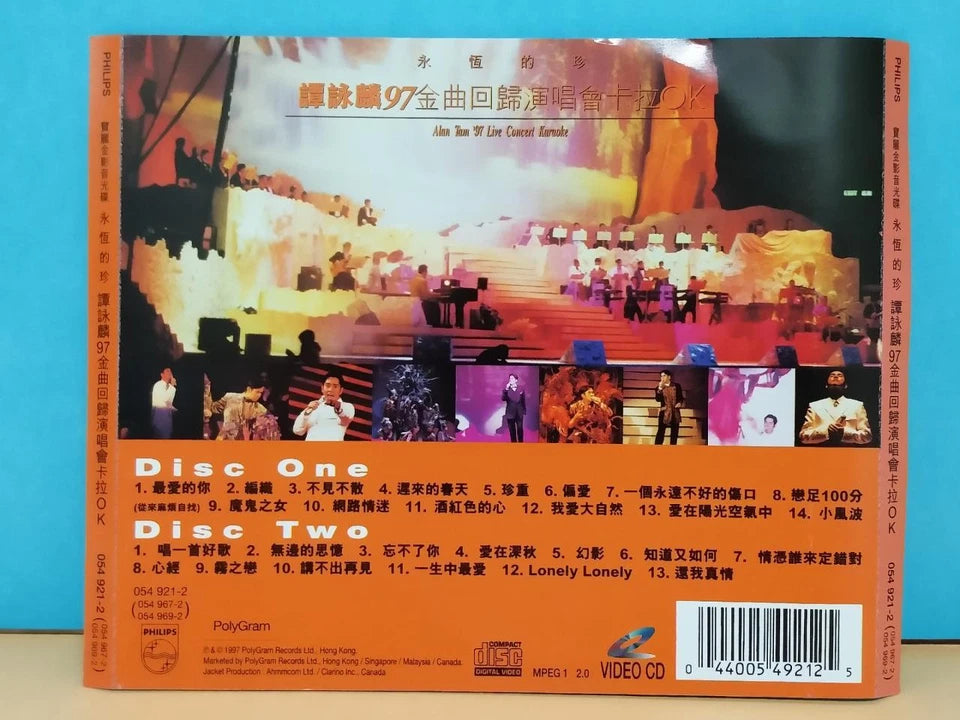 永恆的珍
譚詠麟97金曲回歸演唱會卡拉OK
Alan Tam '97 Live Concert Karaoke
PHILIPS 寶麗金影音光碟 永恆的珍 譚詠麟97金曲回歸演唱會卡拉OK 054 921-2 (054 967-2) (054 969-2)
Disc One
1. 最愛的你 2. 編織 3. 不見不散 4. 遲來的春天 5. 珍重 6. 偏愛 7. 一個永遠不好的傷口 8. 戀足100分
(從來麻煩自找) 9. 魔鬼之女 10. 網路情迷 11. 酒紅色的心 12. 我愛大自然 13. 愛在陽光空氣中 14. 小風波
Disc Two
1. 唱一首好歌 2. 無邊的思憶 3. 忘不了你 4. 愛在深秋 5. 幻影 6. 知道又如何 7. 情憑誰來定錯對
8. 心經 9. 霧之戀 10. 講不出再見 11. 一生中最愛 12. Lonely Lonely 13. 還我真情
054 921-2
(054 967-2)
(054 969-2)
PHILIPS
PolyGram
℗ & © 1997 PolyGram Records Ltd., Hong Kong.
Marketed by PolyGram Records Ltd., Hong Kong / Singapore / Malaysia / Canada.
Jacket Production : Ahmmcom Ltd. / Clarino Inc., Canada
COMPACT
disc
DIGITAL VIDEO
MPEG 1 2.0
VIDEO CD
0 44005 49212 5
PHILIPS 寶麗金影音光碟 永恆的珍 譚詠麟97金曲回歸演唱會卡拉OK 054 921-2 (054 967-2) (054 969-2)